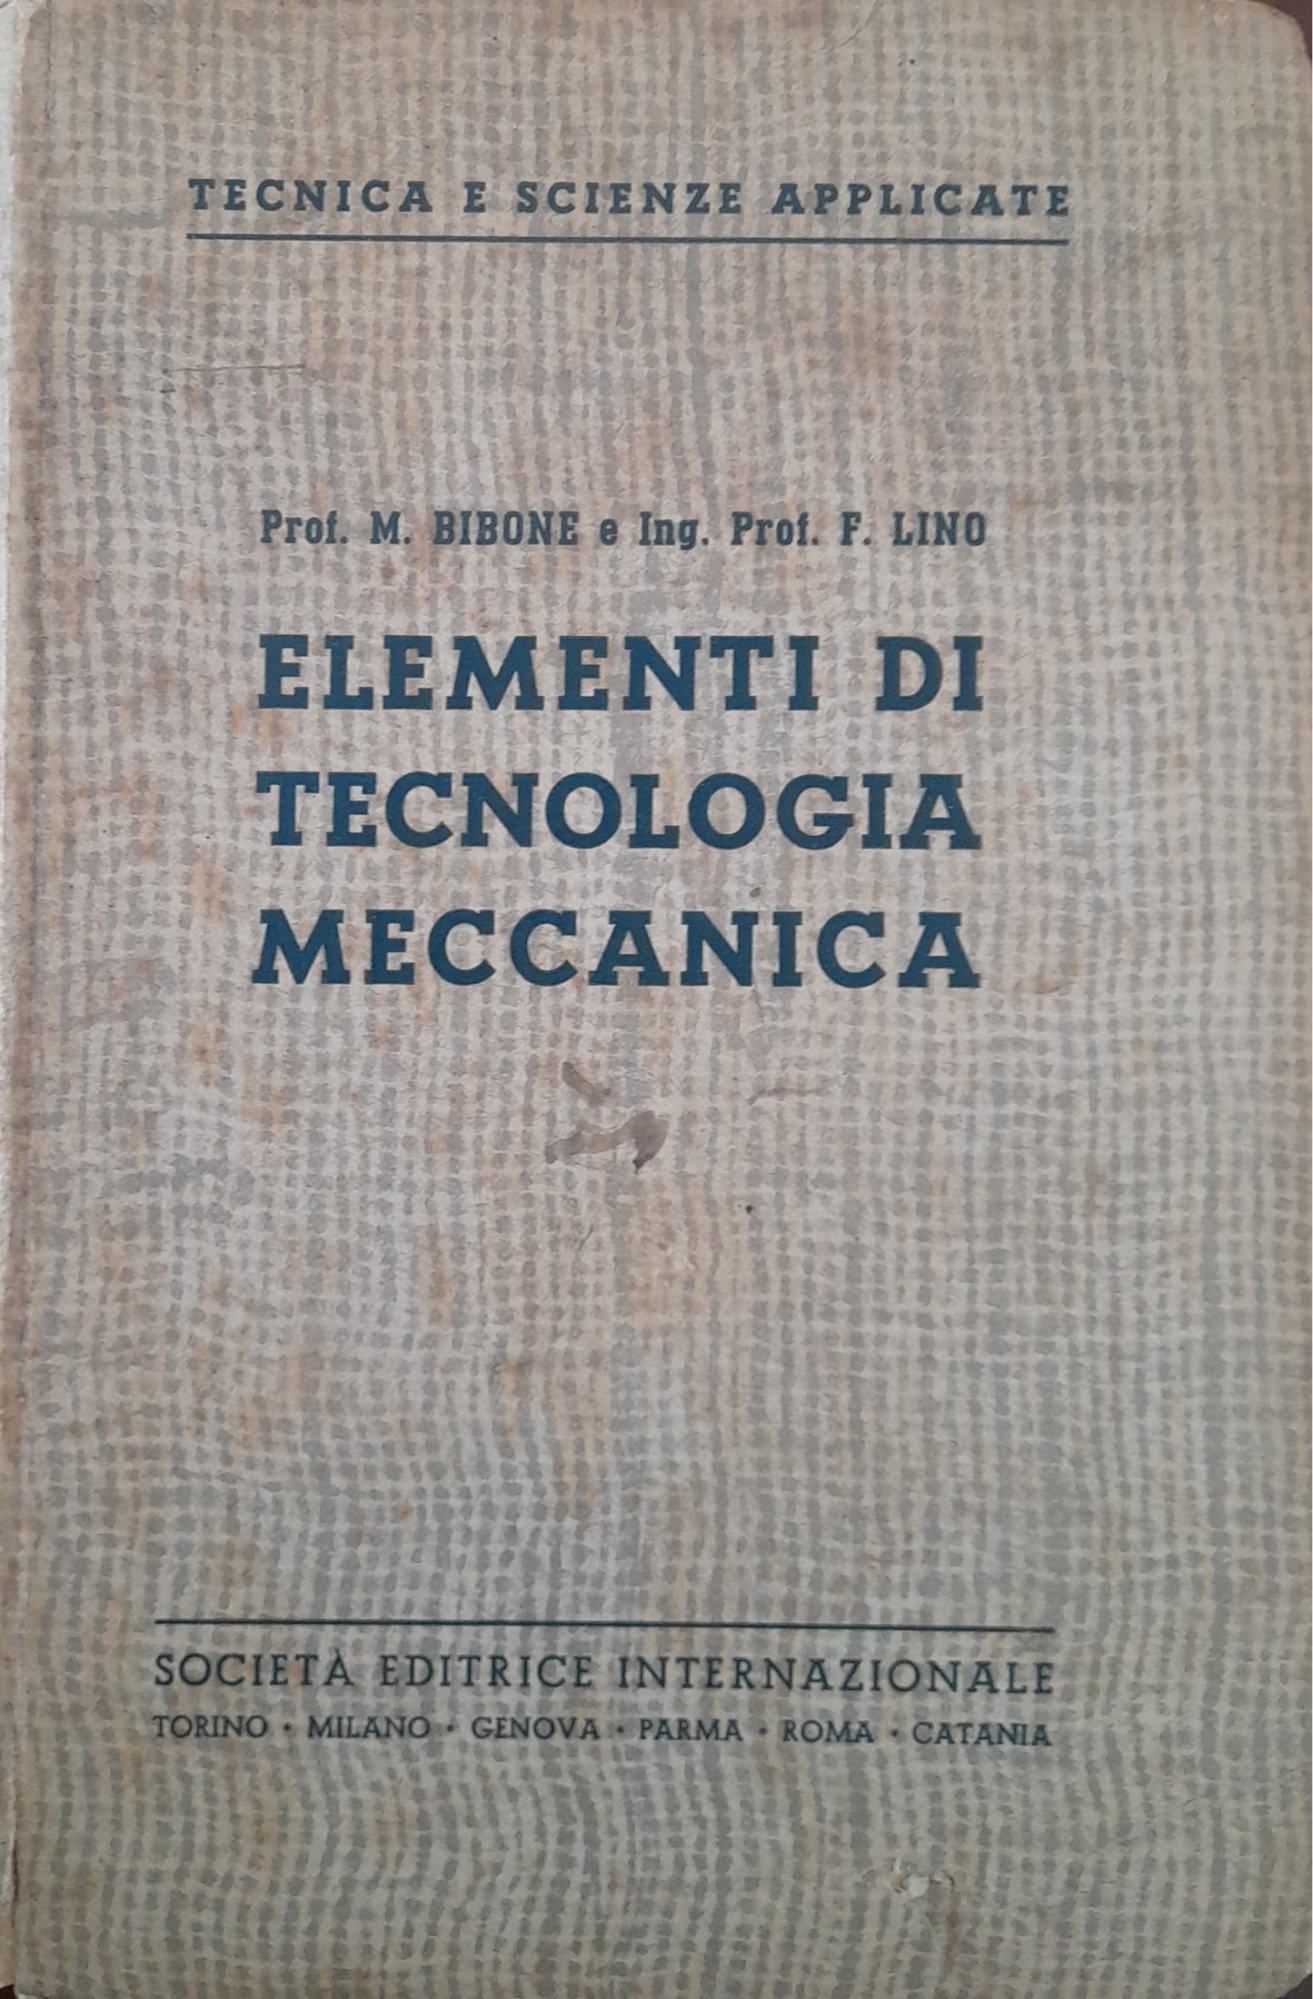 TECNICA E SCIENZE APPLICATE
Prof. M. BIBONE e Ing. Prof. F. LINO
ELEMENTI DI
TECNOLOGIA
MECCANICA
SOCIETÀ EDITRICE INTERNAZIONALE
TORINO • MILANO • GENOVA • PARMA • ROMA • CATANIA